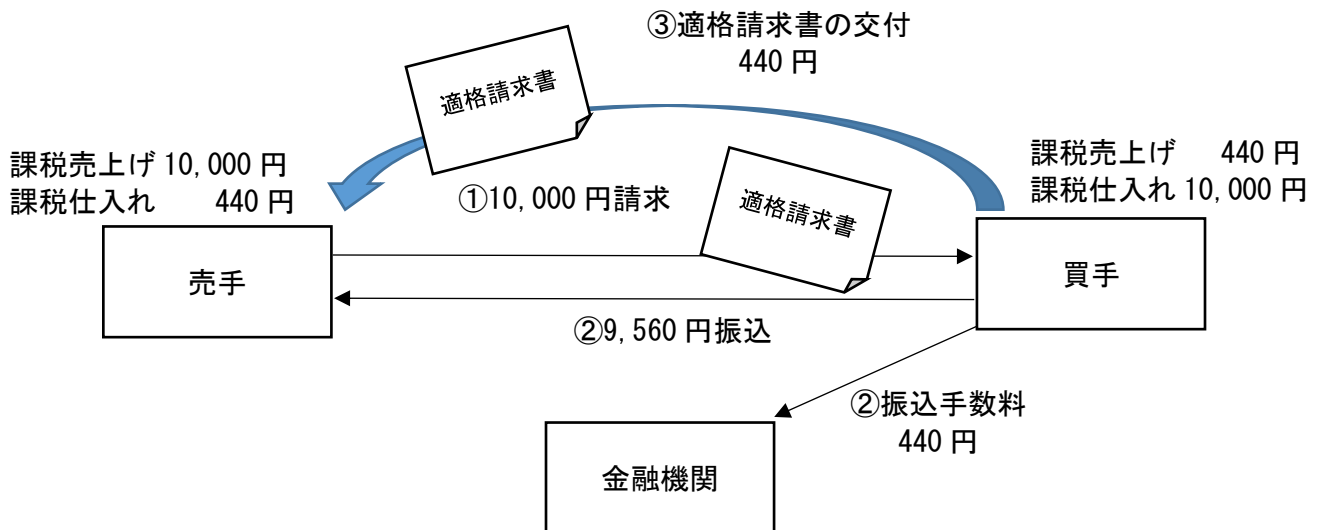 ③適格請求書の交付
440 円
適格請求書
課税売上げ 10,000 円
課税仕入れ 440 円
①10,000 円請求
適格請求書
課税売上げ 440 円
課税仕入れ 10,000 円
売手
買手
②9,560 円振込
②振込手数料
440 円
金融機関